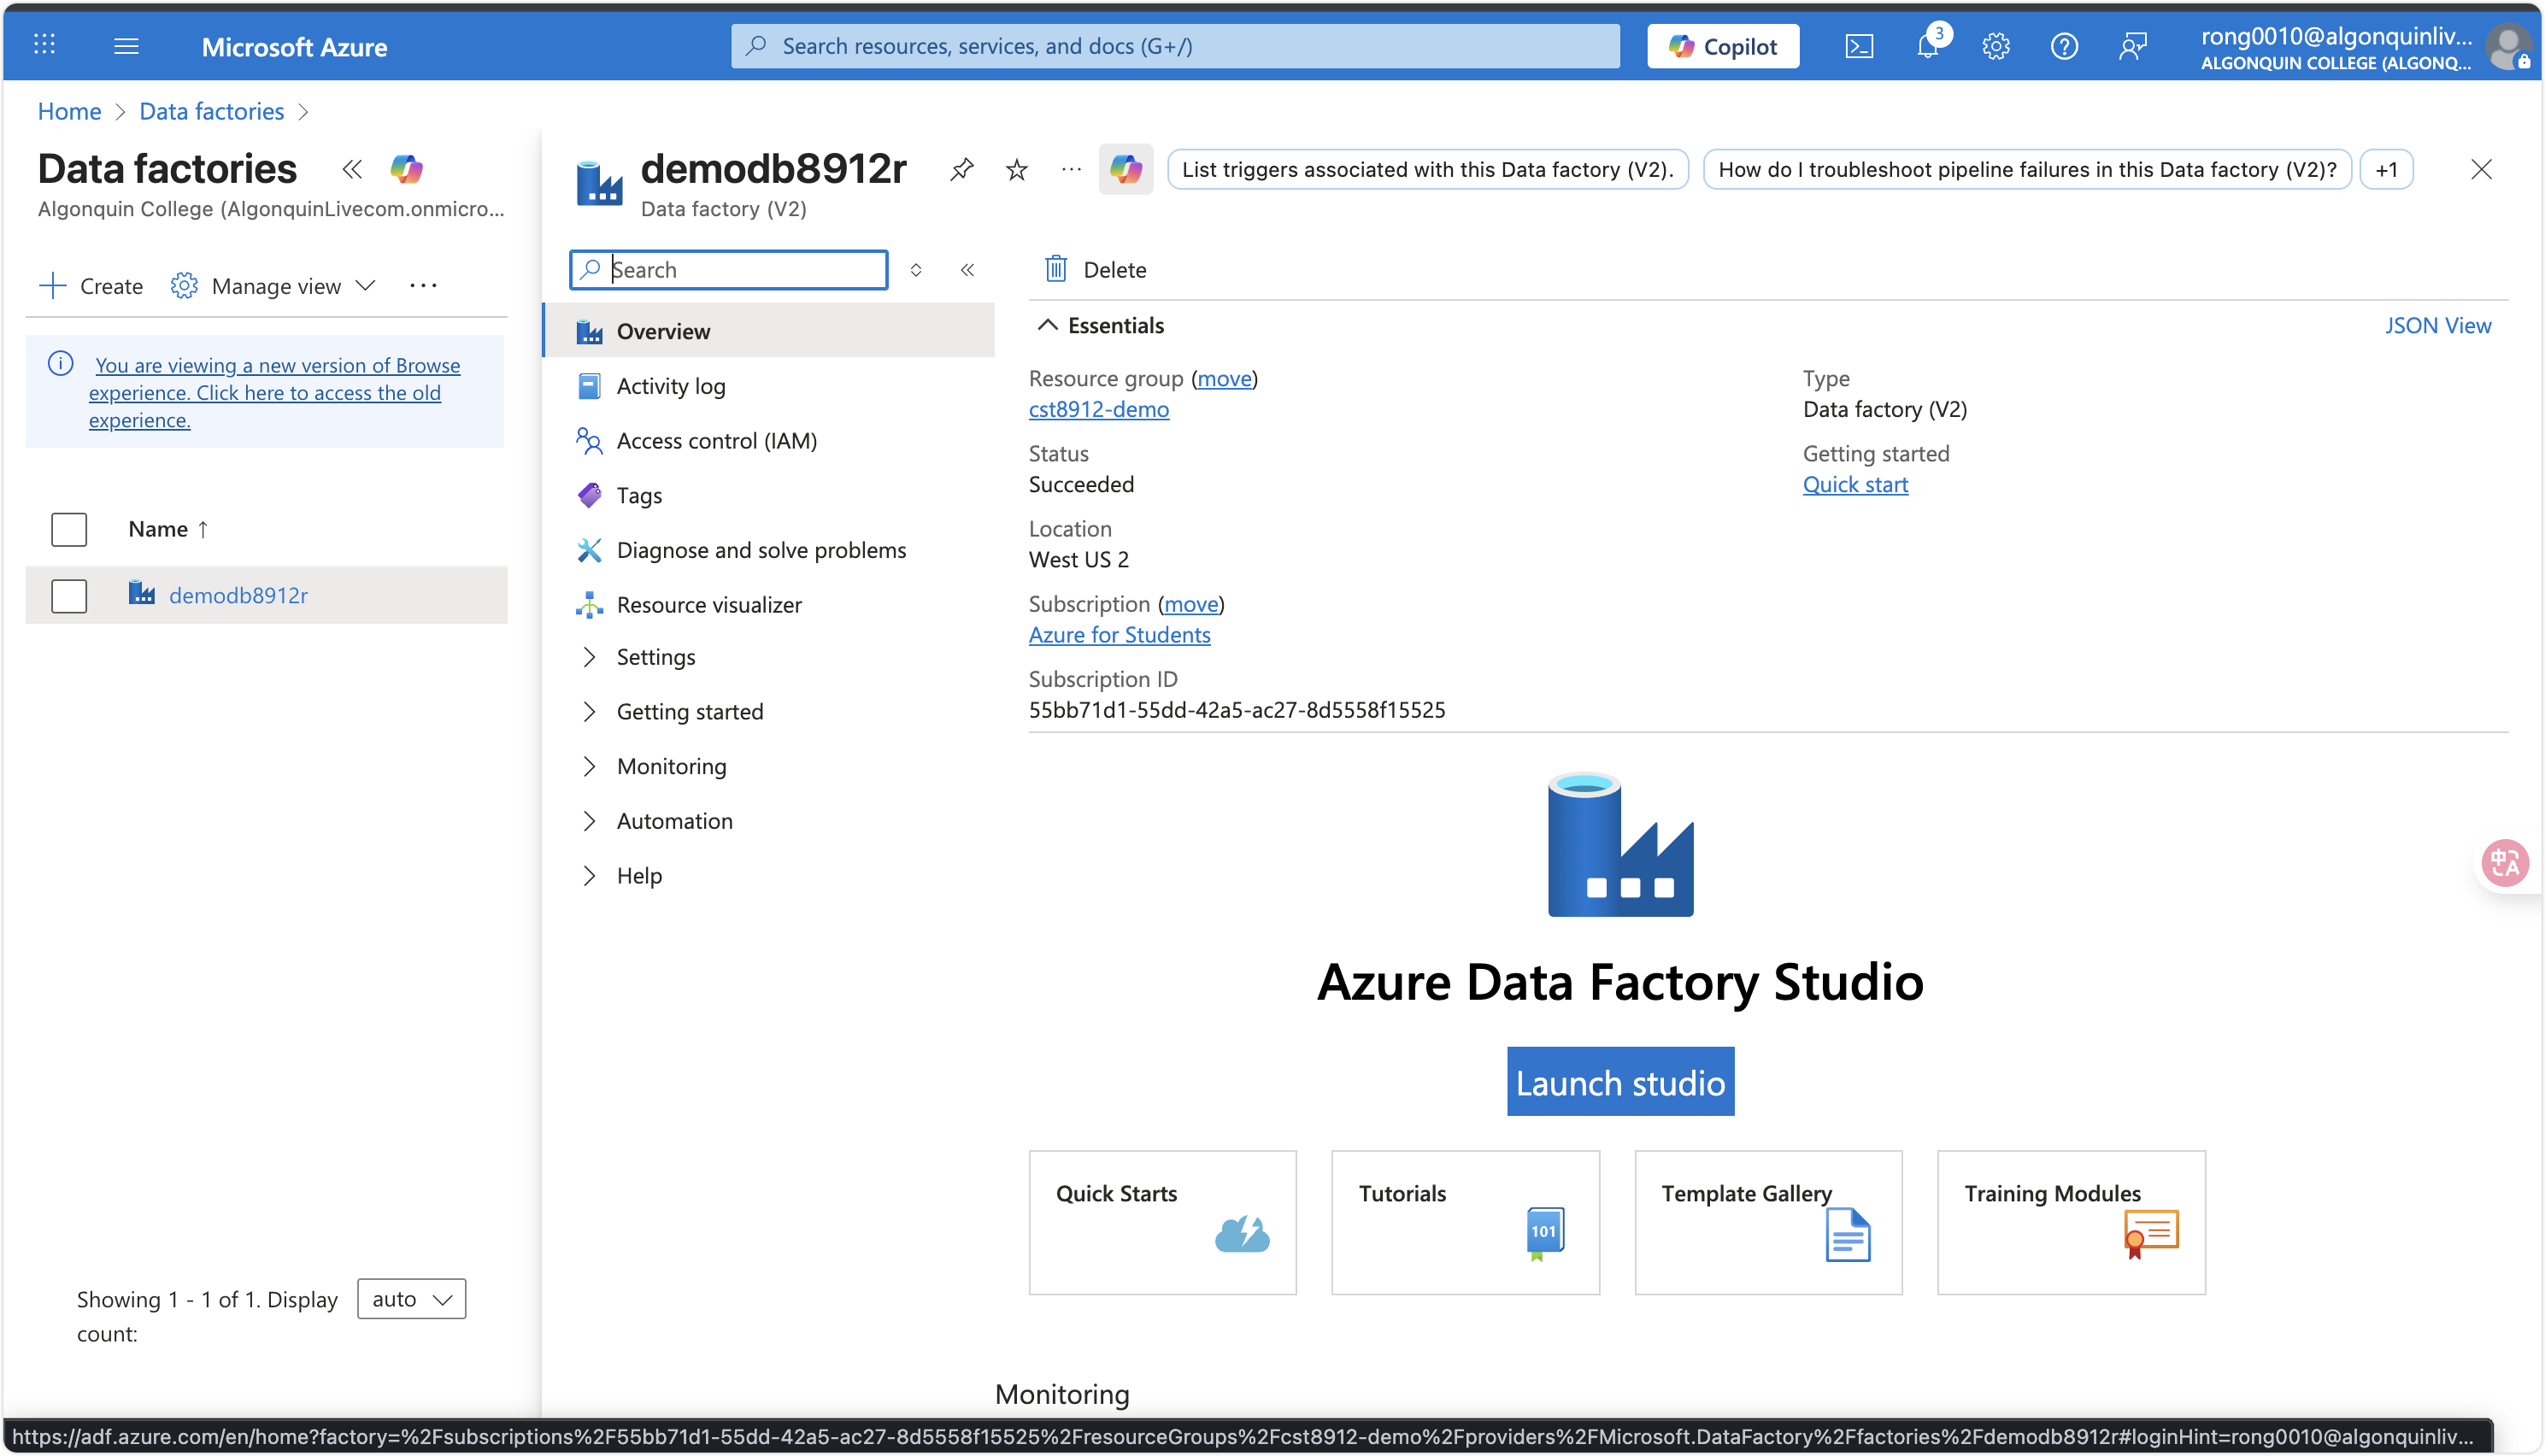 Microsoft Azure
Search resources, services, and docs (G+/)
Copilot
3
rong0010@algonquinliv...
ALGONQUIN COLLEGE (ALGONQ...
Home > Data factories >
Data factories
Algonquin College (AlgonquinLivecom.onmicro...
Create
Manage view
You are viewing a new version of Browse
experience. Click here to access the old
experience.
Name ↑
demodb8912r
Showing 1 - 1 of 1. Display
count:
auto
demodb8912r
Data factory (V2)
List triggers associated with this Data factory (V2).
How do I troubleshoot pipeline failures in this Data factory (V2)?
+1
Search
Overview
Activity log
Access control (IAM)
Tags
Diagnose and solve problems
Resource visualizer
Settings
Getting started
Monitoring
Automation
Help
Delete
Essentials
JSON View
Resource group (move)
cst8912-demo
Status
Succeeded
Location
West US 2
Subscription (move)
Azure for Students
Subscription ID
55bb71d1-55dd-42a5-ac27-8d5558f15525
Type
Data factory (V2)
Getting started
Quick start
Azure Data Factory Studio
Launch studio
Quick Starts
Tutorials
101
Template Gallery
Training Modules
Monitoring
中A
https://adf.azure.com/en/home?factory=%2Fsubscriptions%2F55bb71d1-55dd-42a5-ac27-8d5558f15525%2FresourceGroups%2Fcst8912-demo%2Fproviders%2FMicrosoft.DataFactory%2Ffactories%2Fdemodb8912r#loginHint=rong0010@algonquinliv...